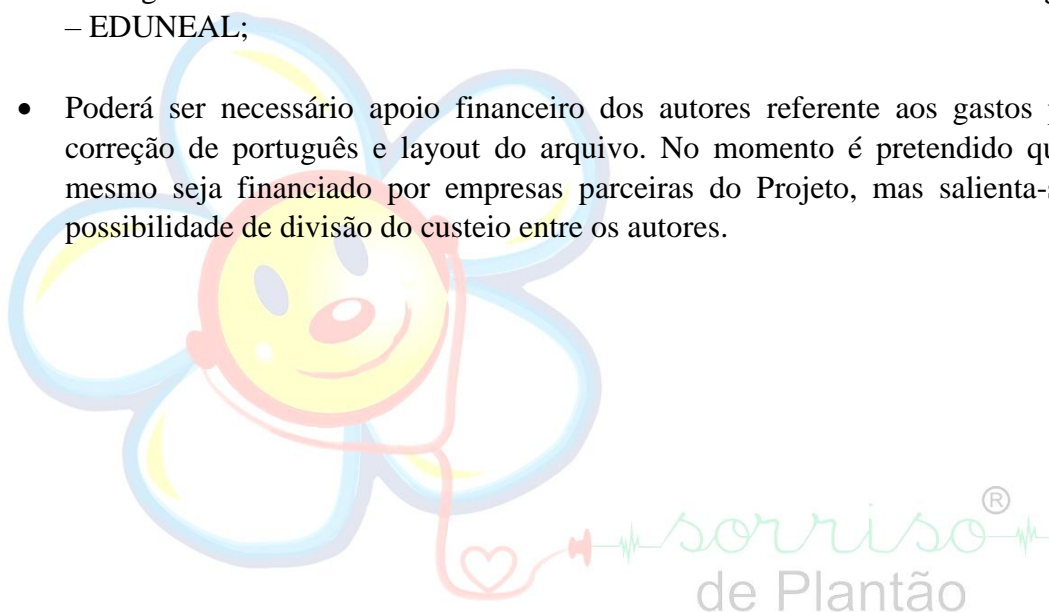 – EDUNEAL;
• Poderá ser necessário apoio financeiro dos autores referente aos gastos
correção de português e layout do arquivo. No momento é pretendido
mesmo seja financiado por empresas parceiras do Projeto, mas
possibilidade de divisão do custeio entre os autores.
sorriso®
de Plantão